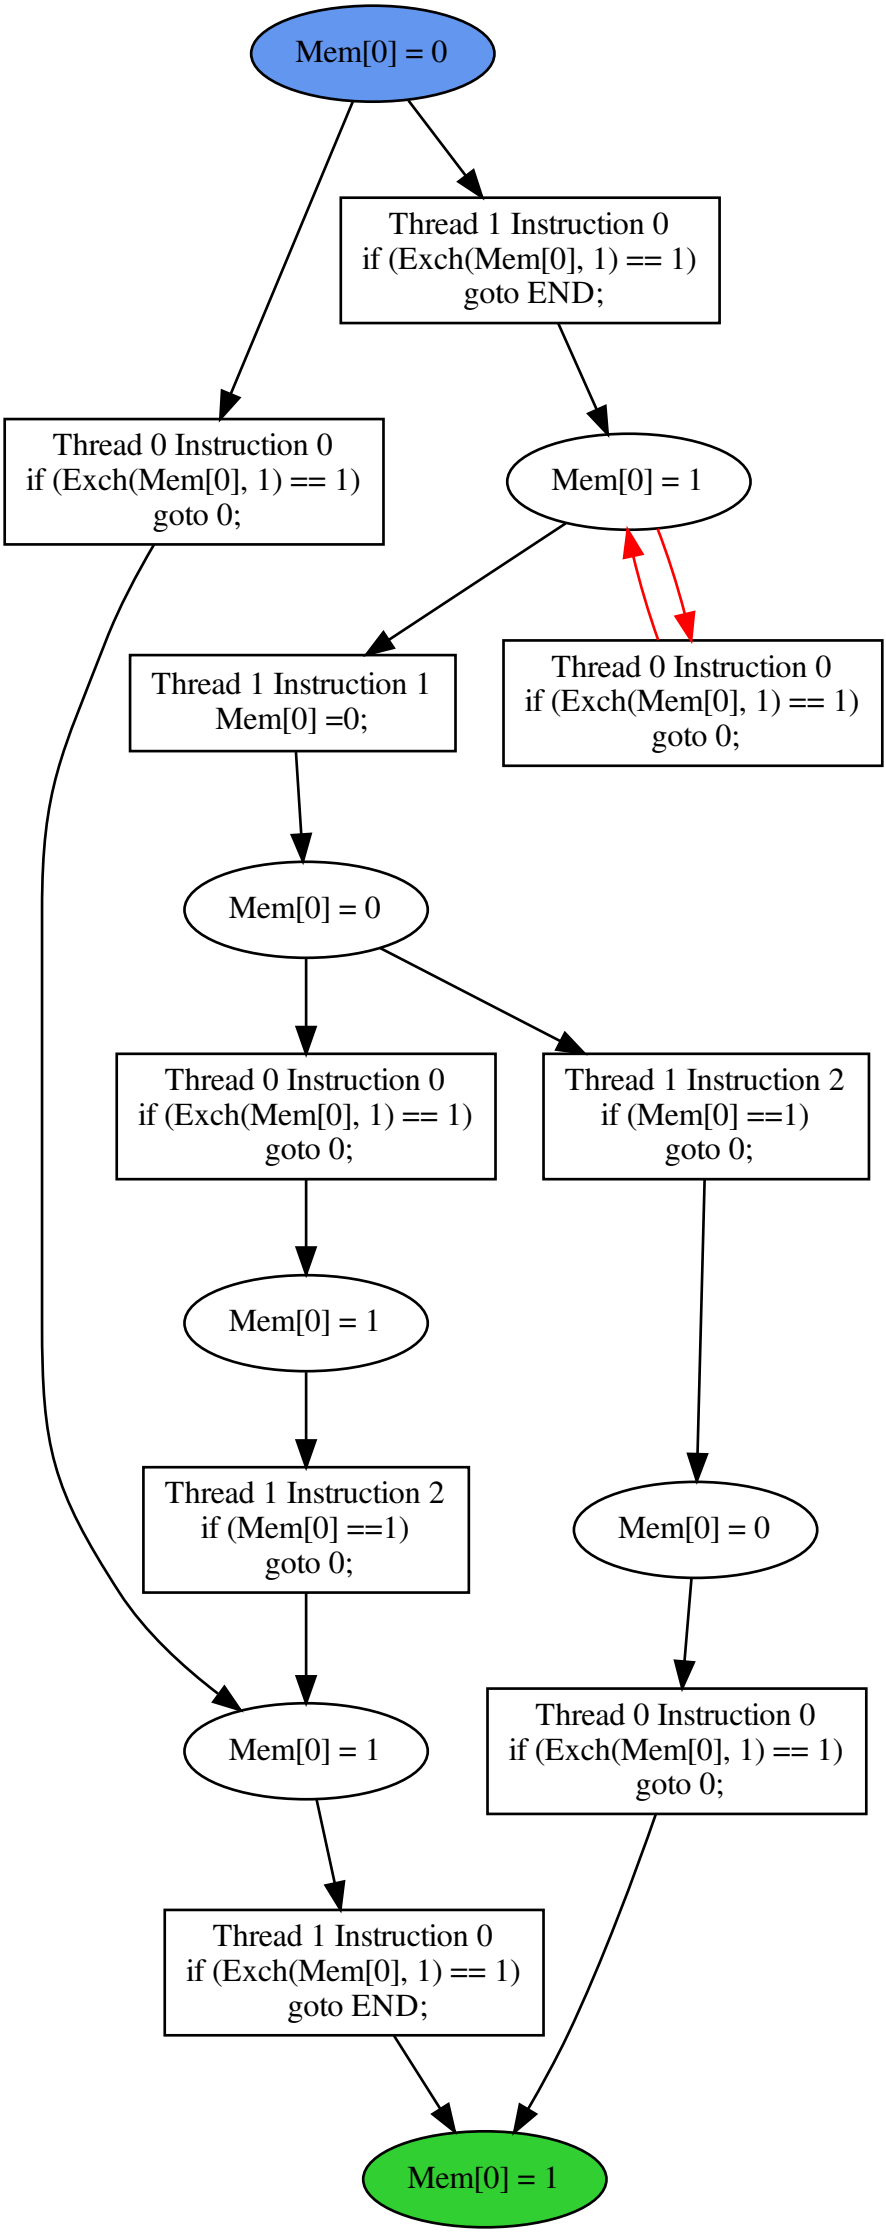 Mem[0] = 0
Thread 1 Instruction 0
if (Exch(Mem[0], 1) == 1)
goto END;
Thread 0 Instruction 0
if (Exch(Mem[0], 1) == 1)
goto 0;
Mem[0] = 1
Thread 1 Instruction 1
Mem[0] =0;
Thread 0 Instruction 0
if (Exch(Mem[0], 1) == 1)
goto 0;
Mem[0] = 0
Thread 0 Instruction 0
if (Exch(Mem[0], 1) == 1)
goto 0;
Thread 1 Instruction 2
if (Mem[0] ==1)
goto 0;
Mem[0] = 1
Thread 1 Instruction 2
if (Mem[0] ==1)
goto 0;
Mem[0] = 0
Mem[0] = 1
Thread 0 Instruction 0
if (Exch(Mem[0], 1) == 1)
goto 0;
Thread 1 Instruction 0
if (Exch(Mem[0], 1) == 1)
goto END;
Mem[0] = 1